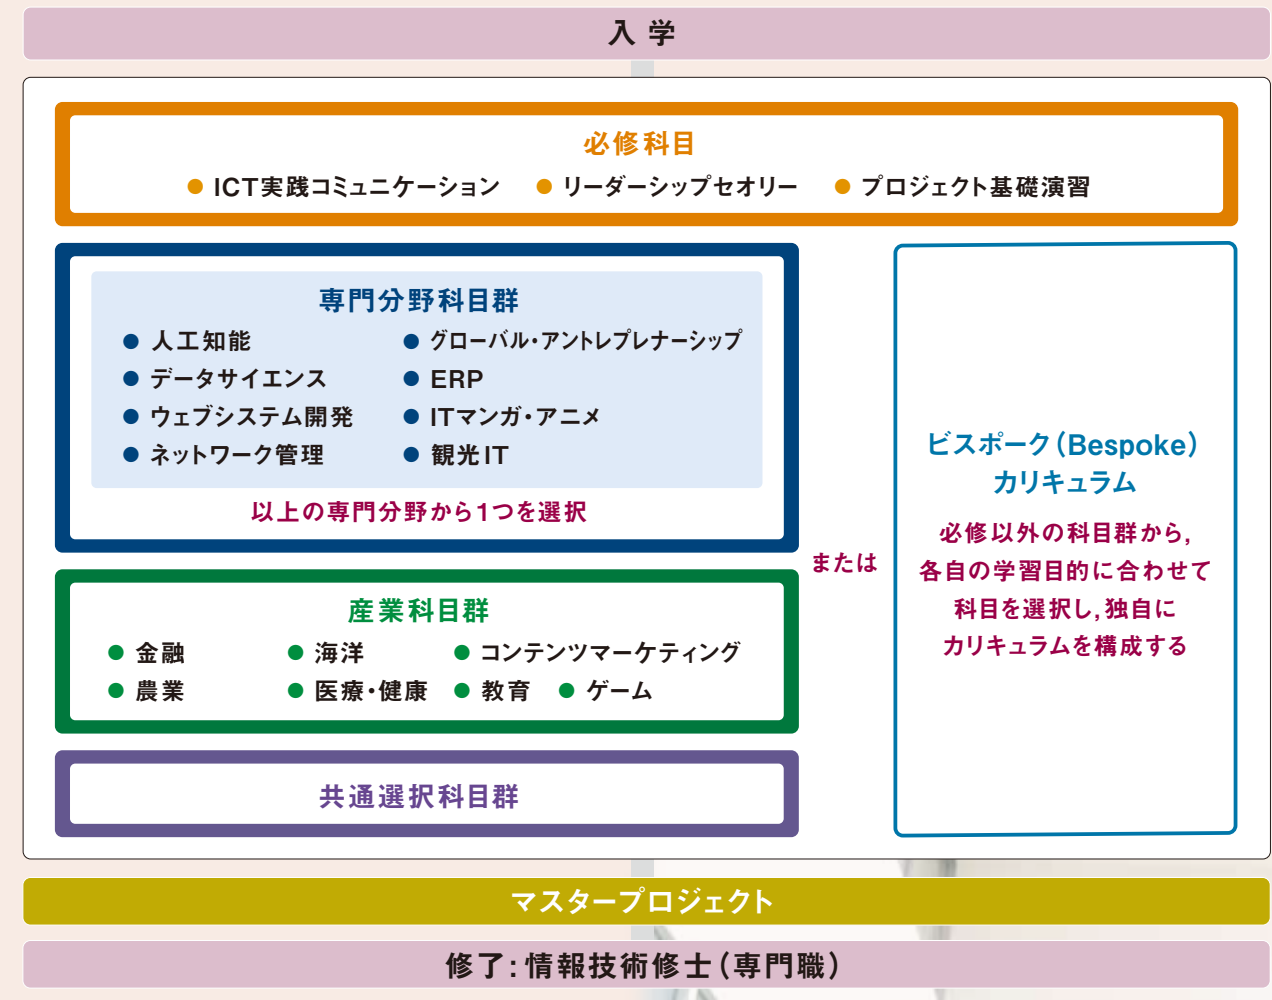 入学
必修科目
● ICT実践コミュニケーション ● リーダーシップセオリー ● プロジェクト基礎演習
専門分野科目群
● 人工知能
● データサイエンス
● ウェブシステム開発
● ネットワーク管理
● グローバル・アントレプレナーシップ
● ERP
● ITマンガ・アニメ
● 観光IT
以上の専門分野から1つを選択
産業科目群
● 金融 ● 海洋 ● コンテンツマーケティング
● 農業 ● 医療・健康 ● 教育 ● ゲーム
共通選択科目群
または
ビスポーク(Bespoke)
カリキュラム
必修以外の科目群から,
各自の学習目的に合わせて
科目を選択し,独自に
カリキュラムを構成する
マスタープロジェクト
修了:情報技術修士(専門職)